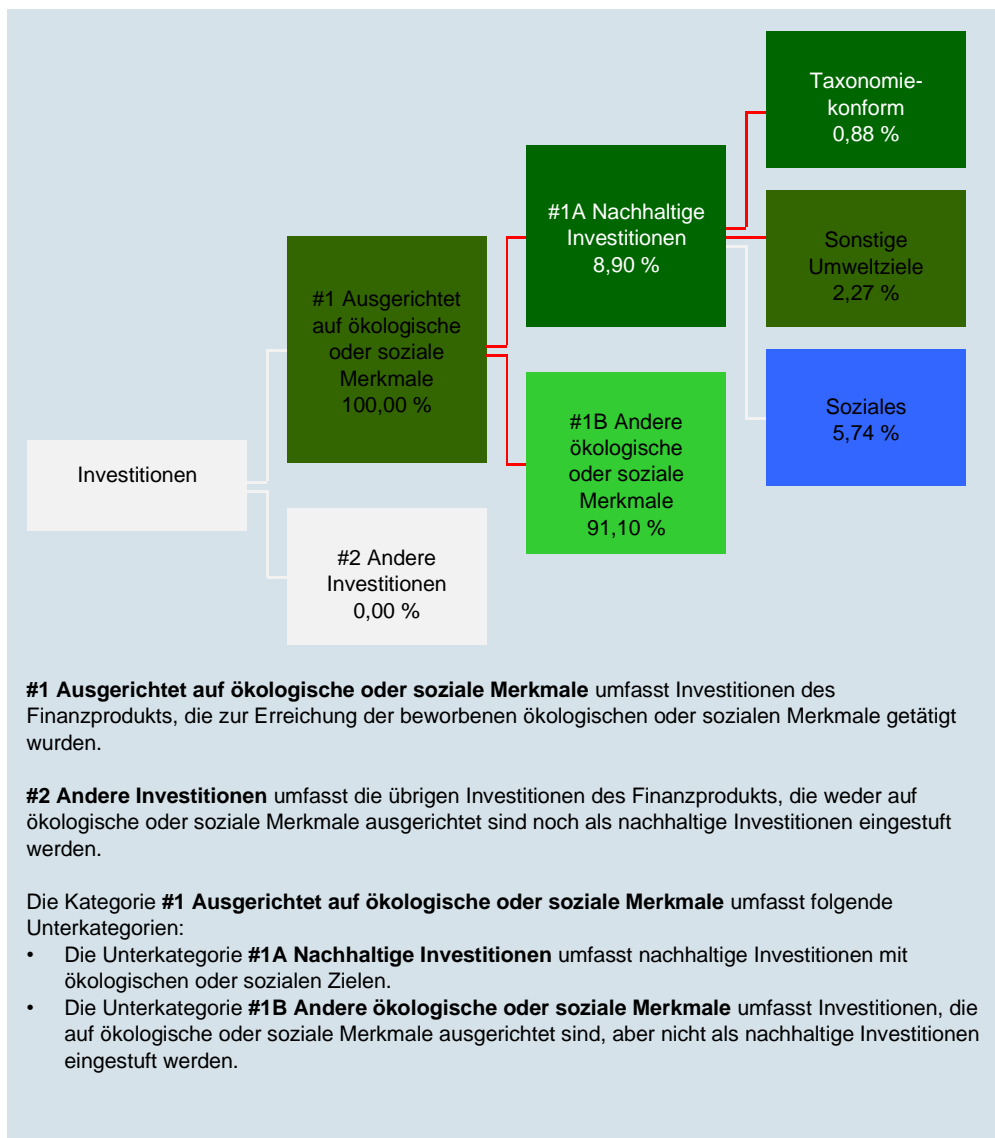 Taxonomie-
konform
0,88 %
#1A Nachhaltige
Investitionen
8,90 %
Sonstige
Umweltziele
2,27 %
#1 Ausgerichtet
auf ökologische
oder soziale
Merkmale
100,00 %
Soziales
5,74 %
#1B Andere
ökologische
oder soziale
Merkmale
91,10 %
Investitionen
#2 Andere
Investitionen
0,00 %
#1 Ausgerichtet auf ökologische oder soziale Merkmale umfasst Investitionen des
Finanzprodukts, die zur Erreichung der beworbenen ökologischen oder sozialen Merkmale getätigt
wurden.
#2 Andere Investitionen umfasst die übrigen Investitionen des Finanzprodukts, die weder auf
ökologische oder soziale Merkmale ausgerichtet sind noch als nachhaltige Investitionen eingestuft
werden.
Die Kategorie #1 Ausgerichtet auf ökologische oder soziale Merkmale umfasst folgende
Unterkategorien:
• Die Unterkategorie #1A Nachhaltige Investitionen umfasst nachhaltige Investitionen mit
ökologischen oder sozialen Zielen.
• Die Unterkategorie #1B Andere ökologische oder soziale Merkmale umfasst Investitionen, die
auf ökologische oder soziale Merkmale ausgerichtet sind, aber nicht als nachhaltige Investitionen
eingestuft werden.